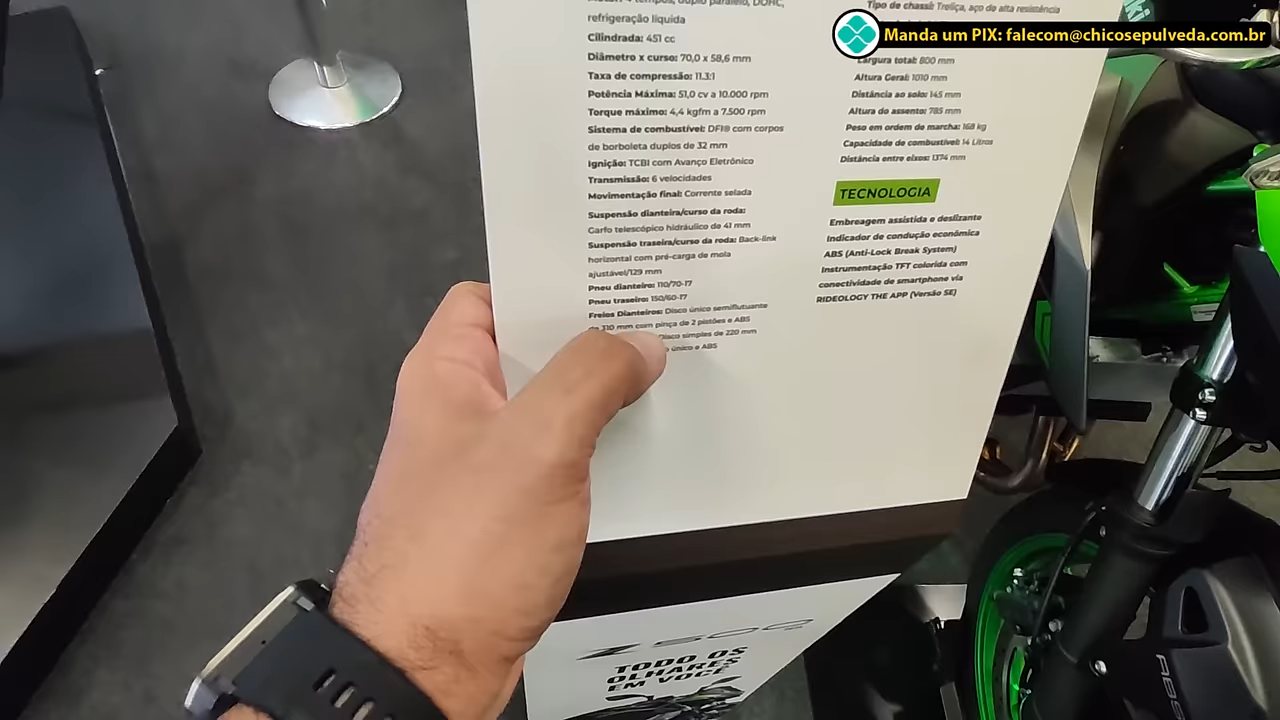 Manda um PIX: falecom@chicosepulveda.com.br
refrigeração líquida
Cilindrada: 451 cc
Diâmetro x curso: 70,0 x 58,6 mm
Taxa de compressão: 11.3:1
Potência Máxima: 51,0 cv a 10.000 rpm
Torque máximo: 4,4 kgfm a 7.500 rpm
Sistema de combustível: DFI® com corpos
de borboleta duplos de 32 mm
Ignição: TCBI com Avanço Eletrônico
Transmissão: 6 velocidades
Movimentação final: Corrente selada
Suspensão dianteira/curso da roda:
Garfo telescópico hidráulico de 41 mm
Suspensão traseira/curso da roda: Back-link
horizontal com pré-carga de mola
ajustável/129 mm
Pneu dianteiro: 110/70-17
Pneu traseiro: 150/60-17
Freios Dianteiros: Disco único semiflutuante
de 310 mm com pinça de 2 pistões e ABS
Disco simples de 220 mm
único e ABS
Tipo de chassi: Treliça, aço de alta resistência
Largura total: 800 mm
Altura Geral: 1010 mm
Distância ao solo: 145 mm
Altura do assento: 785 mm
Peso em ordem de marcha: 168 kg
Capacidade de combustível: 14 Litros
Distância entre eixos: 1374 mm
TECNOLOGIA
Embreagem assistida e deslizante
Indicador de condução econômica
ABS (Anti-Lock Break System)
Instrumentação TFT colorida com
conectividade de smartphone via
RIDEOLOGY THE APP (Versão SE)
Z 500
TODO OS
OLHARES
EM VOCÊ
ABS